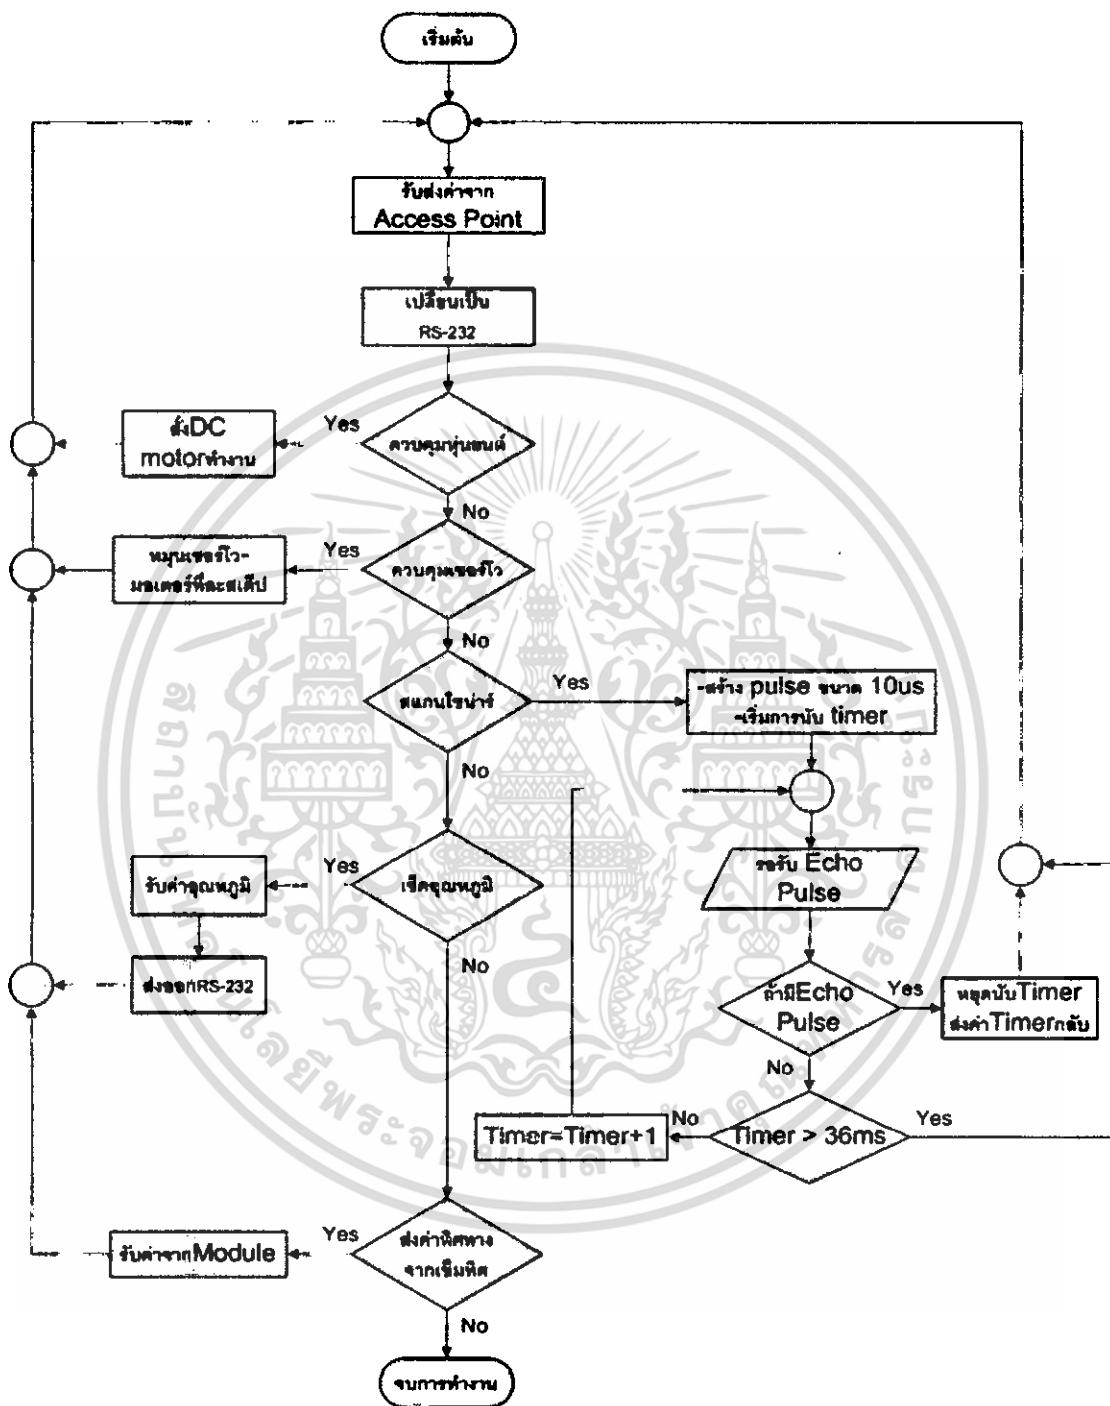 เริ่มต้น
รับส่งค่าจาก
Access Point
เปลี่ยนเป็น
RS-232
ควบคุมหุ่นยนต์
Yes
สั่งDC
motorทำงาน
No
ควบคุมเซอร์โว
Yes
หมุนเซอร์โว-
มอเตอร์ทีละสเต็ป
No
สแกนโซน่าร์
Yes
-สร้าง pulse ขนาด 10us
-เริ่มการนับ timer
No
รอรับ Echo
Pulse
เช็คอุณหภูมิ
Yes
รับค่าอุณหภูมิ
ส่งออกRS-232
No
ถ้ามีEcho
Pulse
Yes
หยุดนับTimer
ส่งค่าTimerกลับ
No
Timer > 36ms
Yes
No
Timer=Timer+1
ส่งค่าทิศทาง
จากเข็มทิศ
Yes
รับค่าจากModule
No
จบการทำงาน